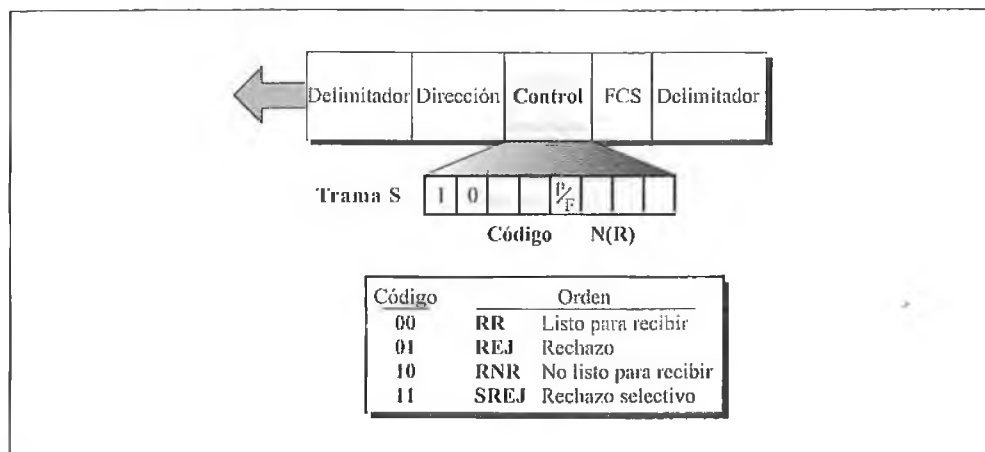 Delimitador Dirección Control FCS Delimitador
Trama S 1 0 P/F
Código N(R)
Código Orden
00 RR Listo para recibir
01 REJ Rechazo
10 RNR No listo para recibir
11 SREJ Rechazo selectivo